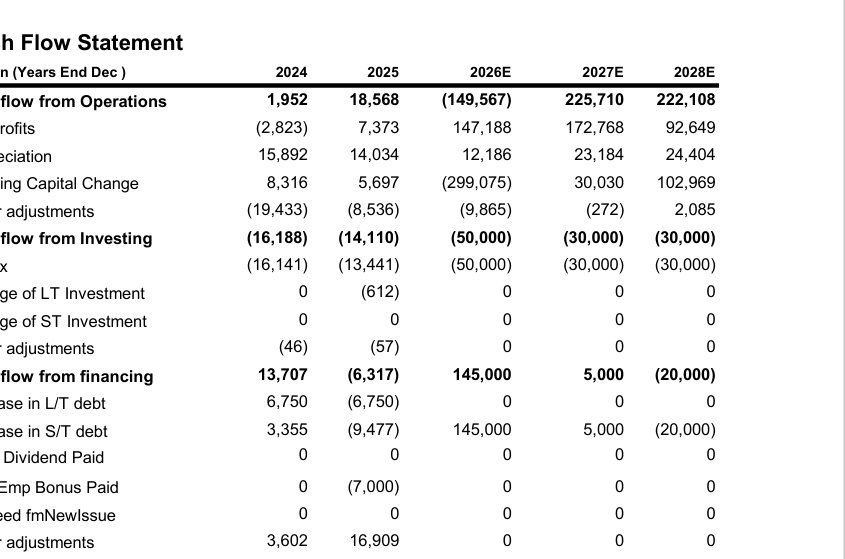 h Flow Statement
n (Years End Dec ) 2024 2025 2026E 2027E 2028E
flow from Operations 1,952 18,568 (149,567) 225,710 222,108
rofits (2,823) 7,373 147,188 172,768 92,649
eciation 15,892 14,034 12,186 23,184 24,404
ing Capital Change 8,316 5,697 (299,075) 30,030 102,969
r adjustments (19,433) (8,536) (9,865) (272) 2,085
flow from Investing (16,188) (14,110) (50,000) (30,000) (30,000)
x (16,141) (13,441) (50,000) (30,000) (30,000)
ge of LT Investment 0 (612) 0 0 0
ge of ST Investment 0 0 0 0 0
r adjustments (46) (57) 0 0 0
flow from financing 13,707 (6,317) 145,000 5,000 (20,000)
ase in L/T debt 6,750 (6,750) 0 0 0
ase in S/T debt 3,355 (9,477) 145,000 5,000 (20,000)
Dividend Paid 0 0 0 0 0
Emp Bonus Paid 0 (7,000) 0 0 0
eed fmNewIssue 0 0 0 0 0
r adjustments 3,602 16,909 0 0 0